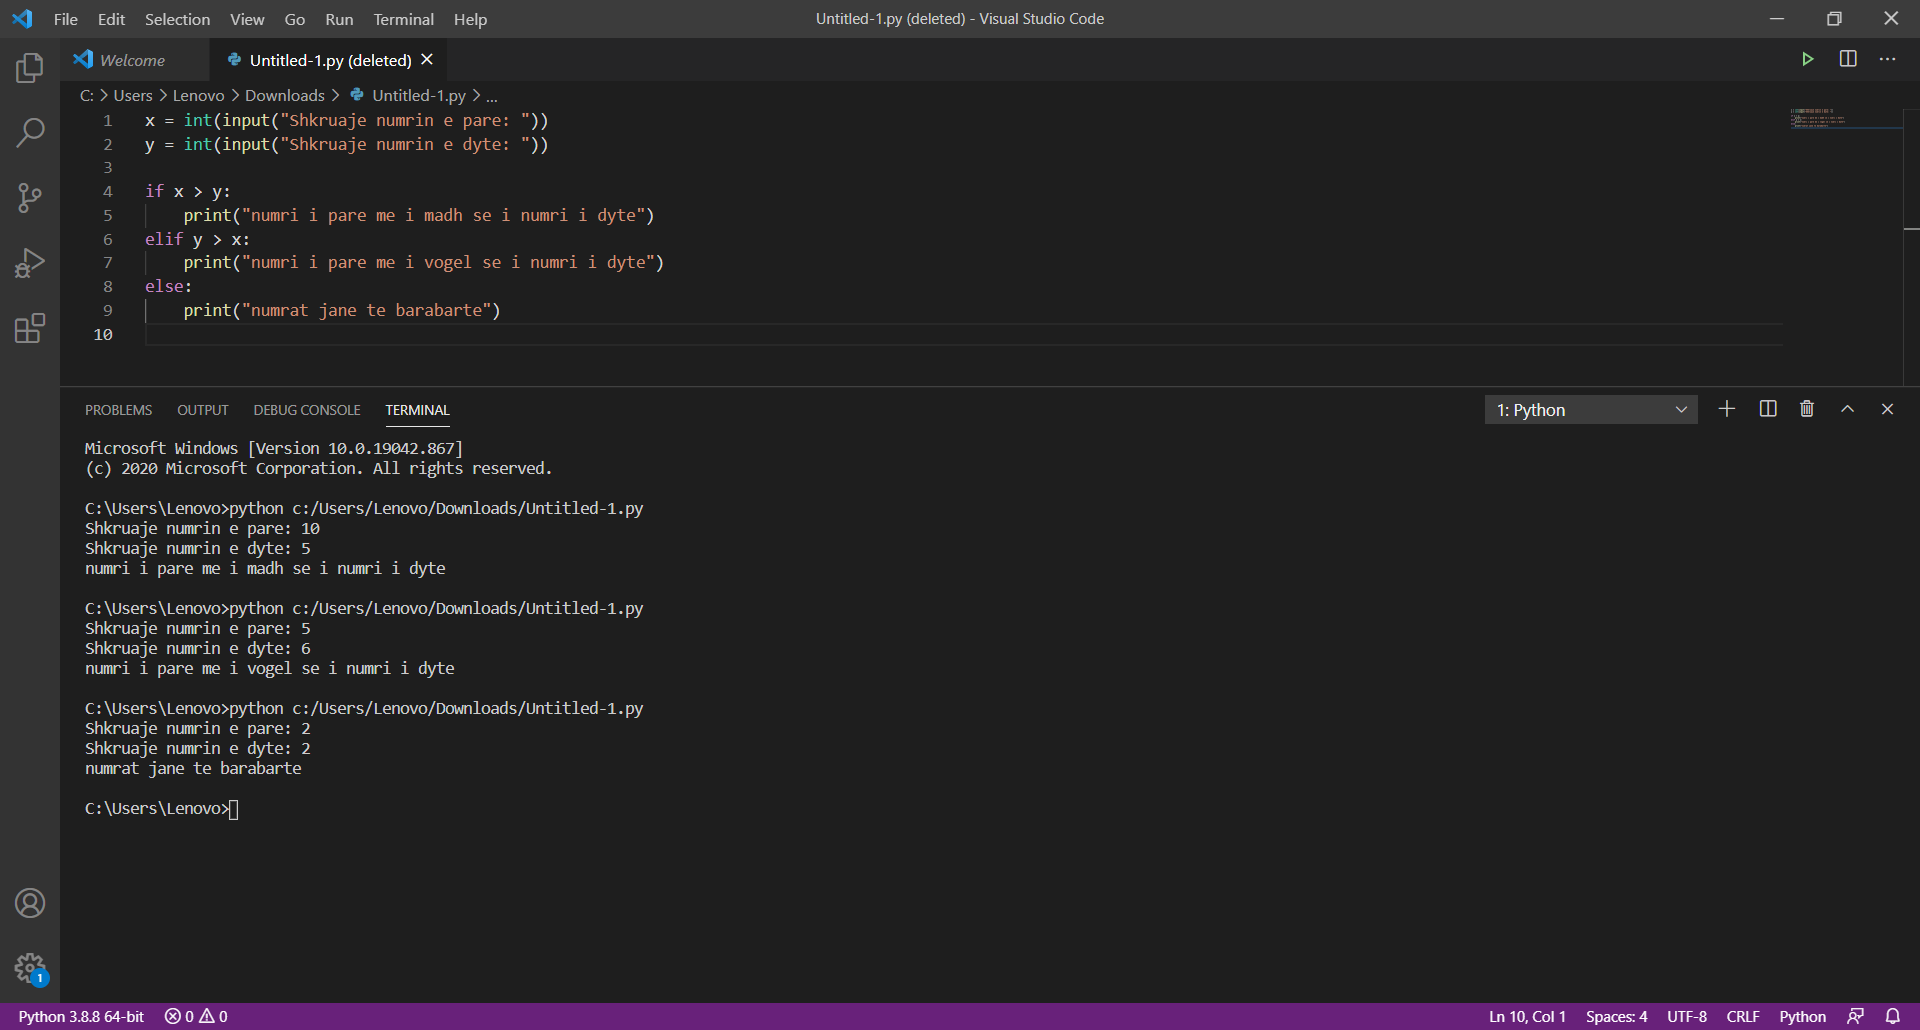 File Edit Selection View Go Run Terminal Help Untitled-1.py (deleted) - Visual Studio Code
Welcome Untitled-1.py (deleted)
C: > Users > Lenovo > Downloads > Untitled-1.py > ...
1 x = int(input("Shkruaje numrin e pare: "))
2 y = int(input("Shkruaje numrin e dyte: "))
3
4 if x > y:
5 print("numri i pare me i madh se i numri i dyte")
6 elif y > x:
7 print("numri i pare me i vogel se i numri i dyte")
8 else:
9 print("numrat jane te barabarte")
10
PROBLEMS OUTPUT DEBUG CONSOLE TERMINAL 1: Python
Microsoft Windows [Version 10.0.19042.867]
(c) 2020 Microsoft Corporation. All rights reserved.
C:\Users\Lenovo>python c:/Users/Lenovo/Downloads/Untitled-1.py
Shkruaje numrin e pare: 10
Shkruaje numrin e dyte: 5
numri i pare me i madh se i numri i dyte
C:\Users\Lenovo>python c:/Users/Lenovo/Downloads/Untitled-1.py
Shkruaje numrin e pare: 5
Shkruaje numrin e dyte: 6
numri i pare me i vogel se i numri i dyte
C:\Users\Lenovo>python c:/Users/Lenovo/Downloads/Untitled-1.py
Shkruaje numrin e pare: 2
Shkruaje numrin e dyte: 2
numrat jane te barabarte
C:\Users\Lenovo>
1
Python 3.8.8 64-bit 0 0 Ln 10, Col 1 Spaces: 4 UTF-8 CRLF Python